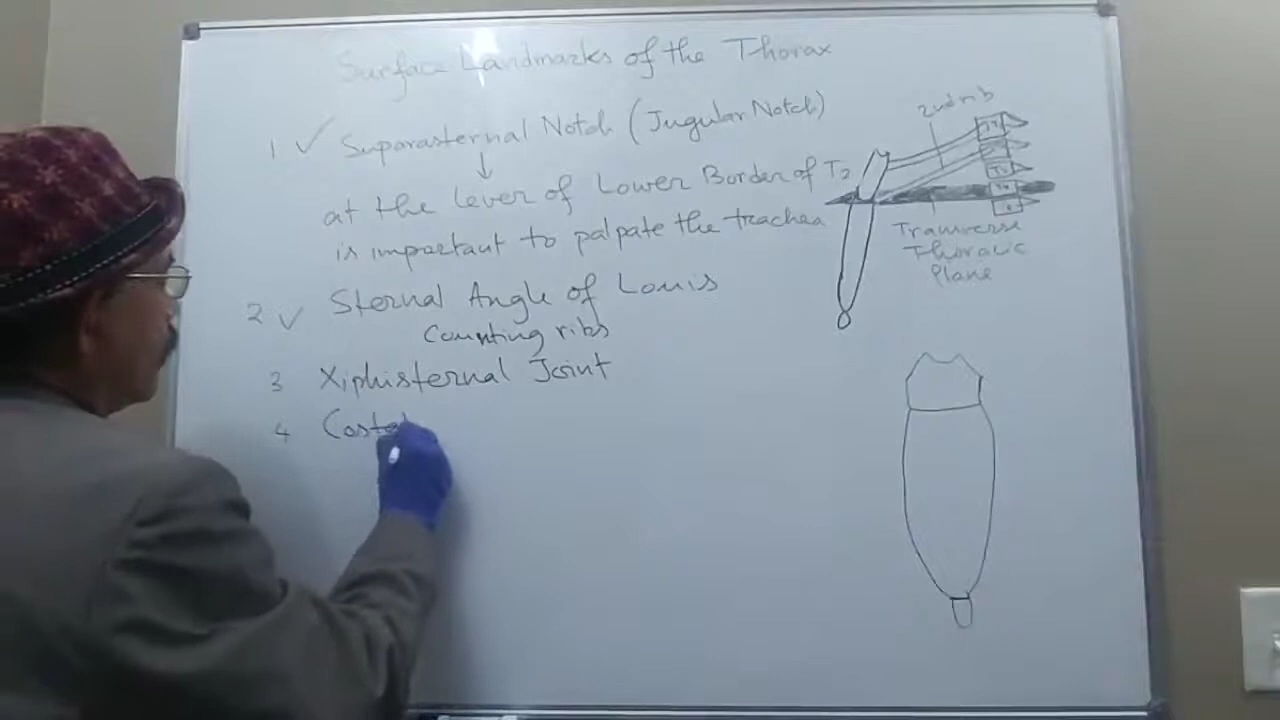 Surface Landmarks of the Thorax
1 ✓ Suprasternal Notch (Jugular Notch)
↓
at the lever of Lower Border of T2
is important to palpate the trachea
2 ✓ Sternal Angle of Louis
Counting ribs
3 Xiphisternal Joint
4 Costa
2nd rib
Tranverse
Thoracic
Plane